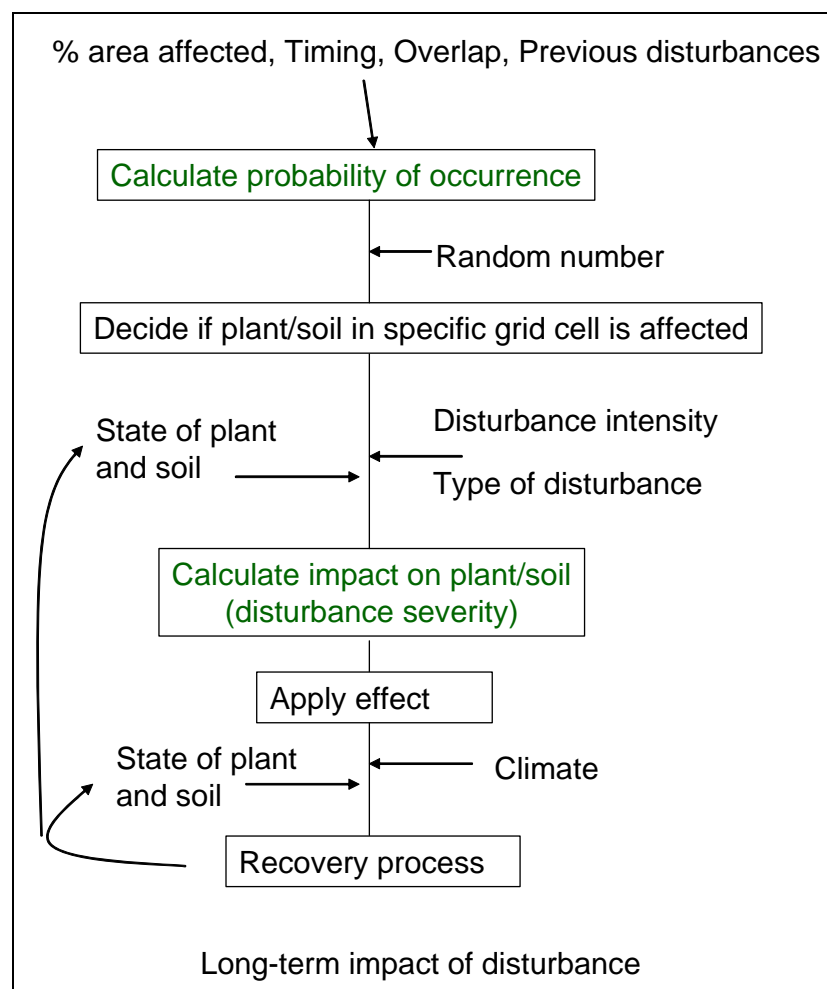 % area affected, Timing, Overlap, Previous disturbances
Calculate probability of occurrence
Random number
Decide if plant/soil in specific grid cell is affected
State of plant
and soil
Disturbance intensity
Type of disturbance
Calculate impact on plant/soil
(disturbance severity)
Apply effect
State of plant
and soil
Climate
Recovery process
Long-term impact of disturbance